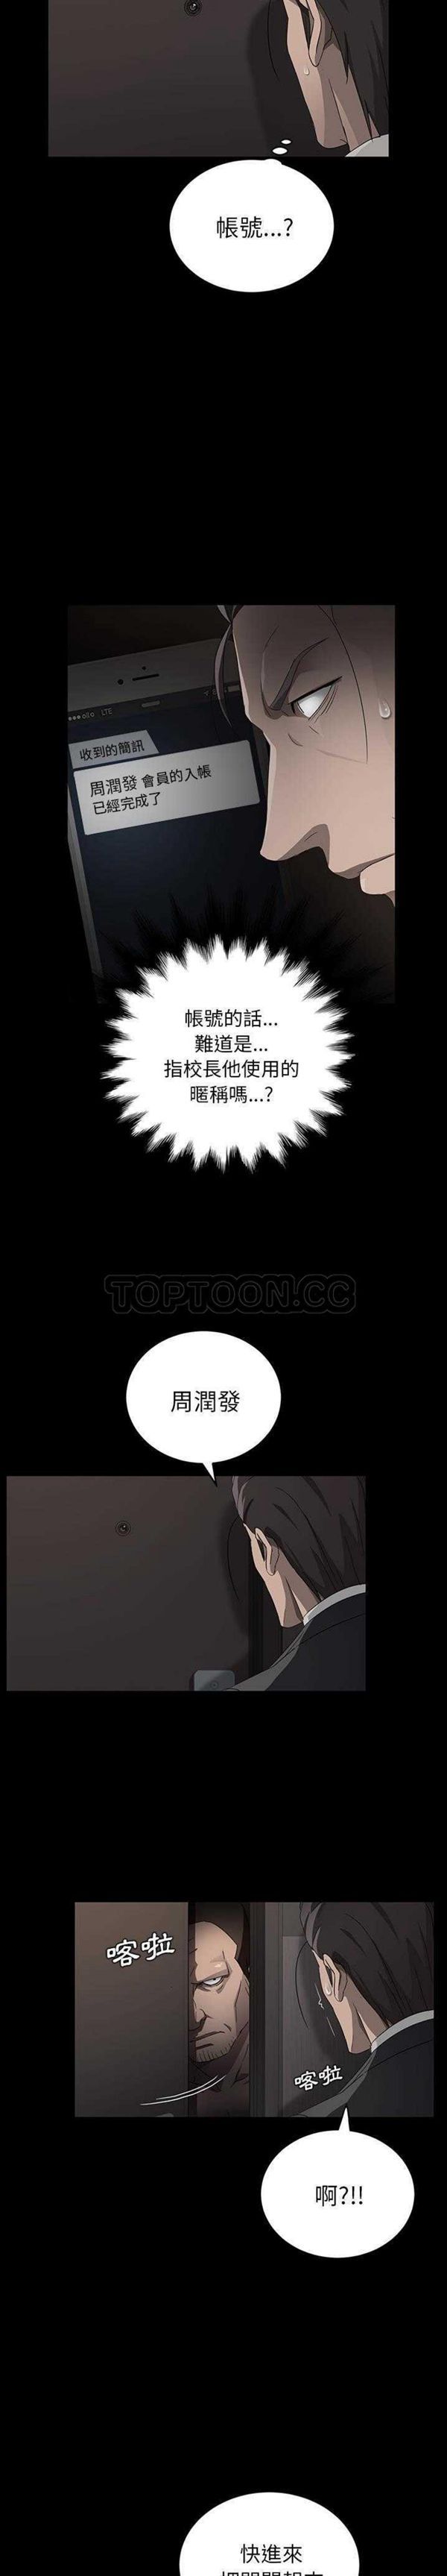 帳號...?
●●●ollo LTE
收到的簡訊
周潤發 會員的入帳
已經完成了
帳號的話...
難道是...
指校長他使用的
暱稱嗎...?
TOPTOON.CC
周潤發
喀啦
喀啦
啊?!!
快進來